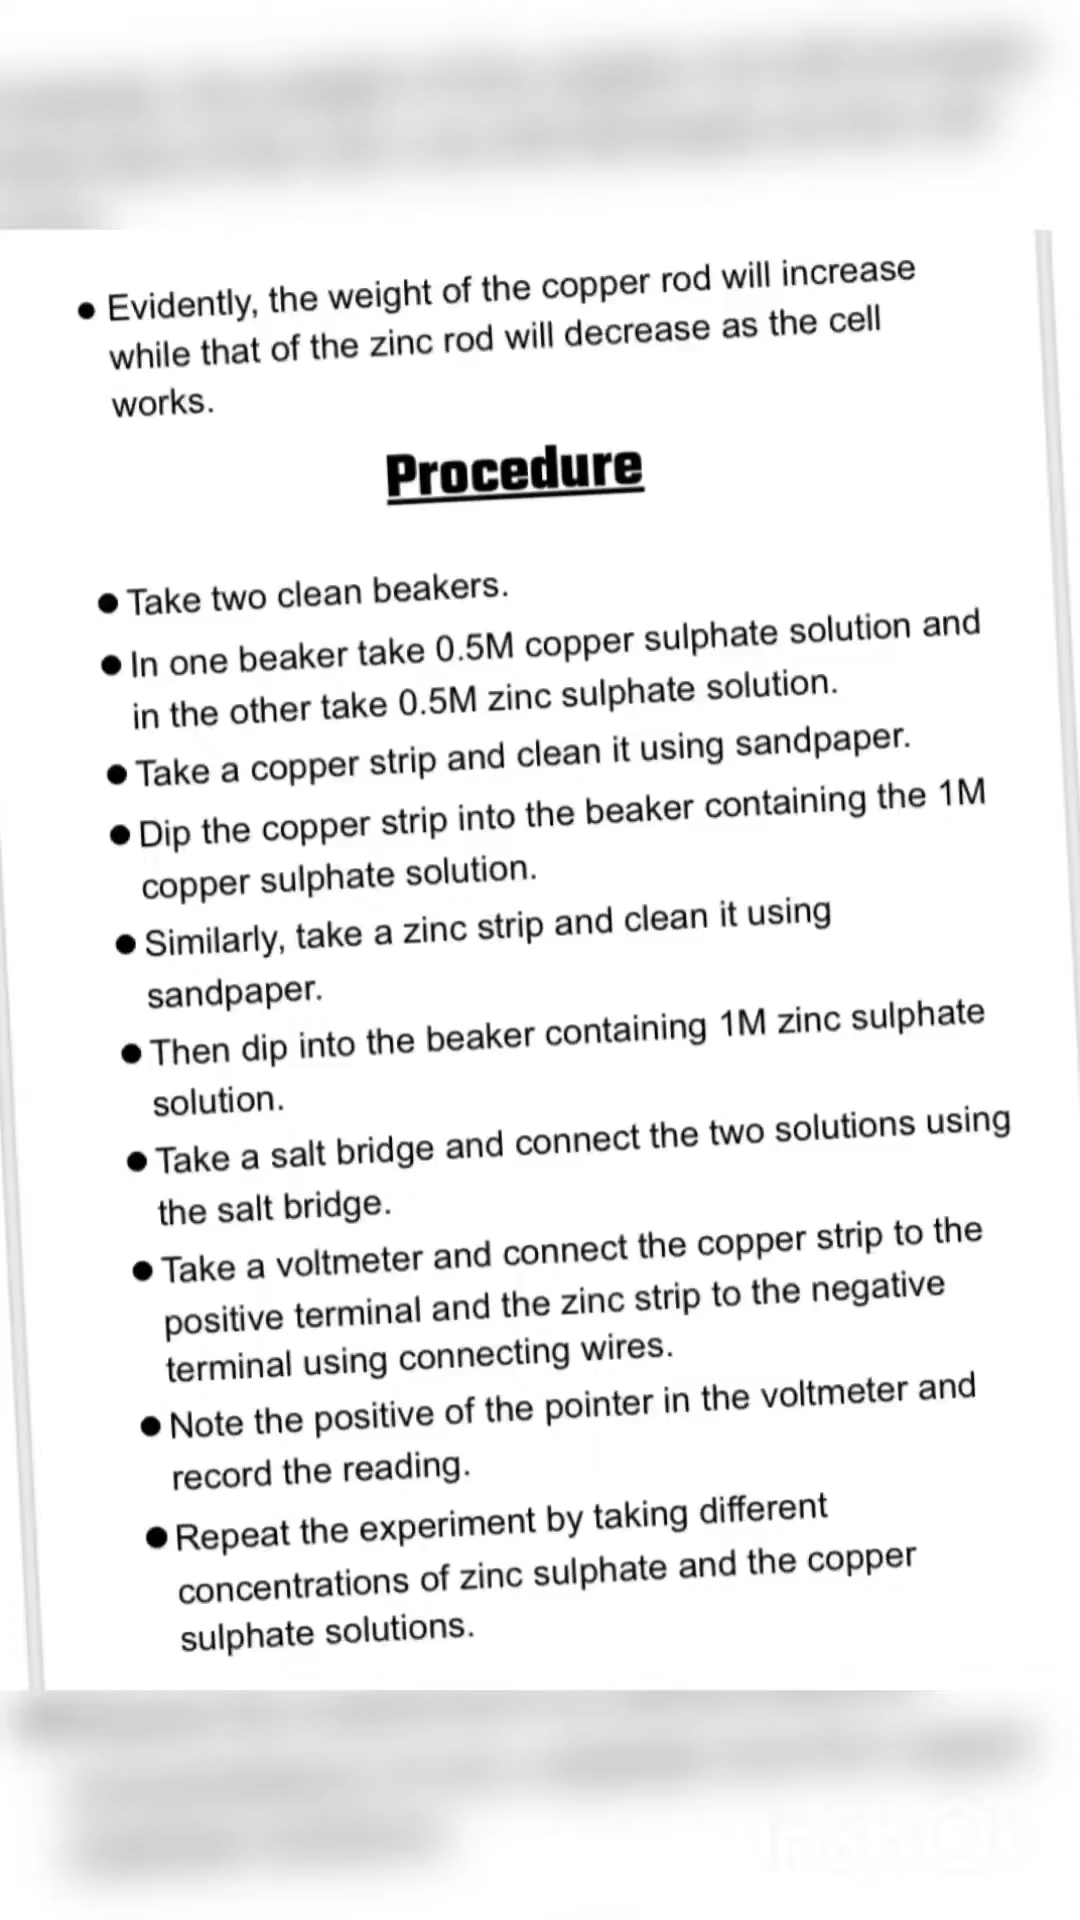 ● Evidently, the weight of the copper rod will increase
while that of the zinc rod will decrease as the cell
works.
Procedure
● Take two clean beakers.
● In one beaker take 0.5M copper sulphate solution and
in the other take 0.5M zinc sulphate solution.
● Take a copper strip and clean it using sandpaper.
● Dip the copper strip into the beaker containing the 1M
copper sulphate solution.
● Similarly, take a zinc strip and clean it using
sandpaper.
● Then dip into the beaker containing 1M zinc sulphate
solution.
● Take a salt bridge and connect the two solutions using
the salt bridge.
● Take a voltmeter and connect the copper strip to the
positive terminal and the zinc strip to the negative
terminal using connecting wires.
● Note the positive of the pointer in the voltmeter and
record the reading.
● Repeat the experiment by taking different
concentrations of zinc sulphate and the copper
sulphate solutions.